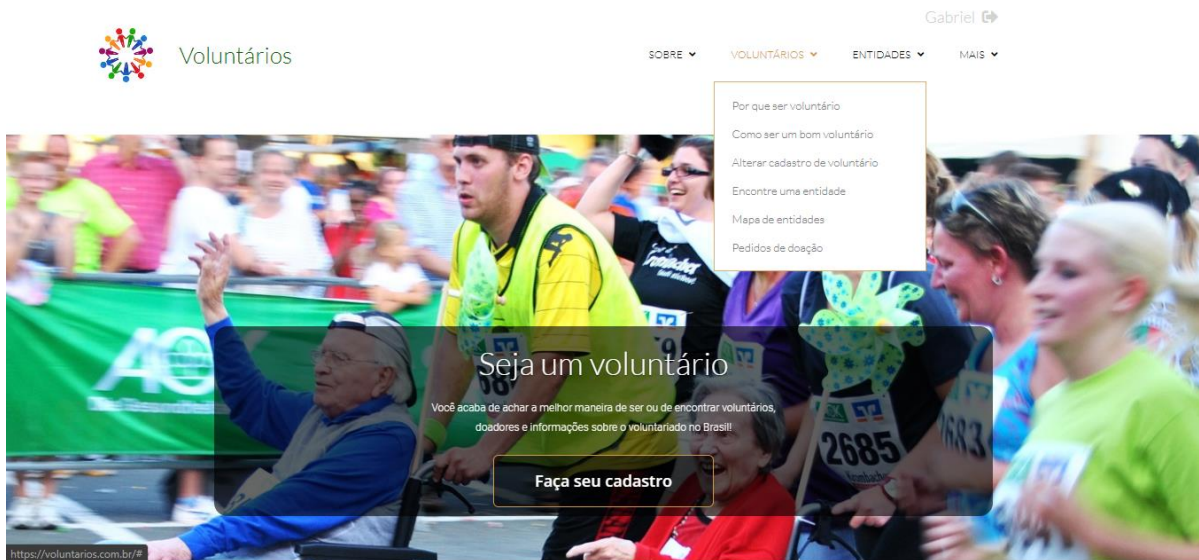 Gabriel
Voluntários
SOBRE
VOLUNTÁRIOS
ENTIDADES
MAIS
Por que ser voluntário
Como ser um bom voluntário
Alterar cadastro de voluntário
Encontre uma entidade
Mapa de entidades
Pedidos de doação
Seja um voluntário
Você acaba de achar a melhor maneira de ser ou de encontrar voluntários,
doadores e informações sobre o voluntariado no Brasil!
Faça seu cadastro
2685
https://voluntarios.com.br/#